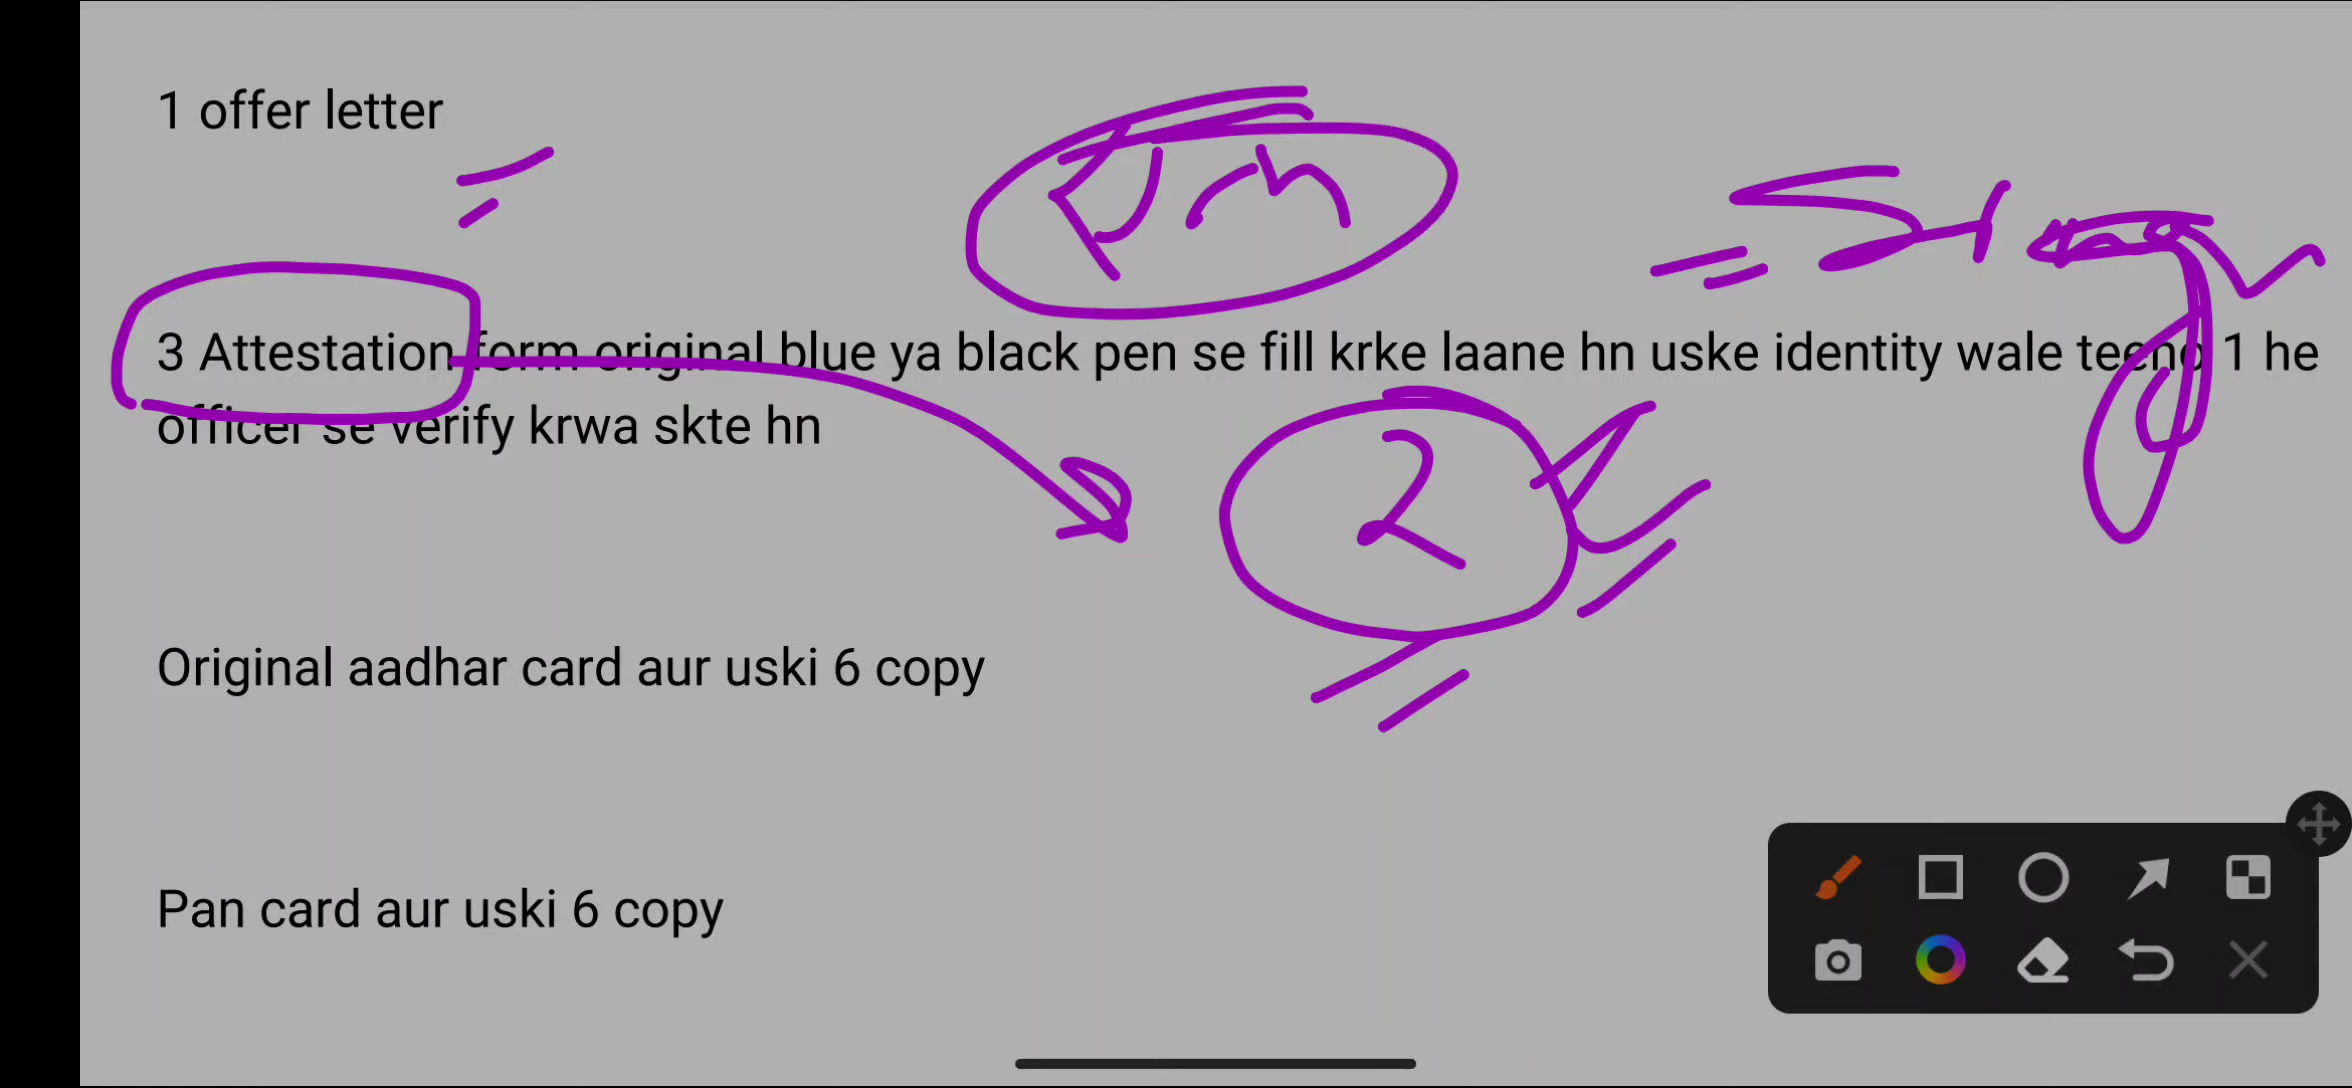 1 offer letter
3 Attestation form original blue ya black pen se fill krke laane hn uske identity wale teeno 1 he
officer se verify krwa skte hn
2
Original aadhar card aur uski 6 copy
Pan card aur uski 6 copy